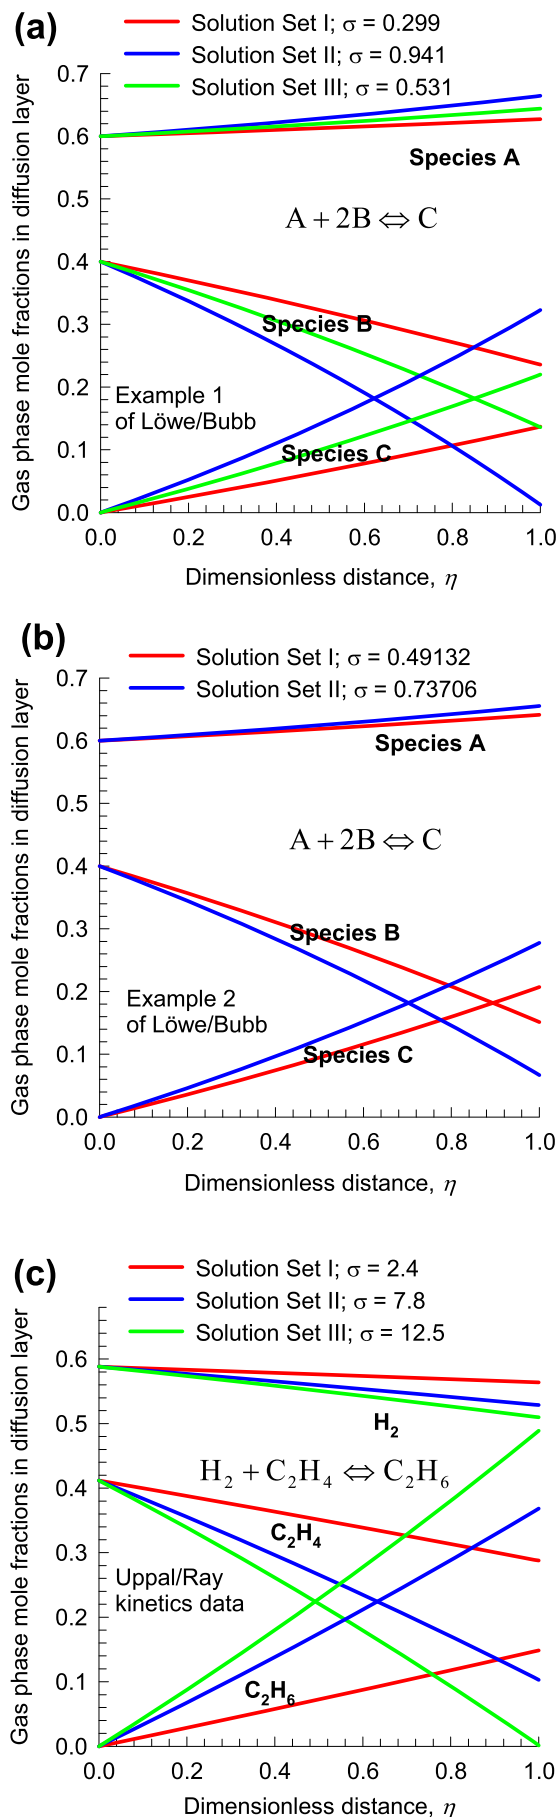 (a)
Solution Set I; σ = 0.299
Solution Set II; σ = 0.941
Solution Set III; σ = 0.531
Gas phase mole fractions in diffusion layer
0.7
0.6
0.5
0.4
0.3
0.2
0.1
0.0
Species A
A + 2B ⇔ C
Species B
Example 1
of Löwe/Bubb
Species C
0.0 0.2 0.4 0.6 0.8 1.0
Dimensionless distance, η
(b)
Solution Set I; σ = 0.49132
Solution Set II; σ = 0.73706
Gas phase mole fractions in diffusion layer
0.7
0.6
0.5
0.4
0.3
0.2
0.1
0.0
Species A
A + 2B ⇔ C
Species B
Example 2
of Löwe/Bubb
Species C
0.0 0.2 0.4 0.6 0.8 1.0
Dimensionless distance, η
(c)
Solution Set I; σ = 2.4
Solution Set II; σ = 7.8
Solution Set III; σ = 12.5
Gas phase mole fractions in diffusion layer
0.6
0.5
0.4
0.3
0.2
0.1
0.0
H₂
H₂ + C₂H₄ ⇔ C₂H₆
C₂H₄
Uppal/Ray
kinetics data
C₂H₆
0.0 0.2 0.4 0.6 0.8 1.0
Dimensionless distance, η